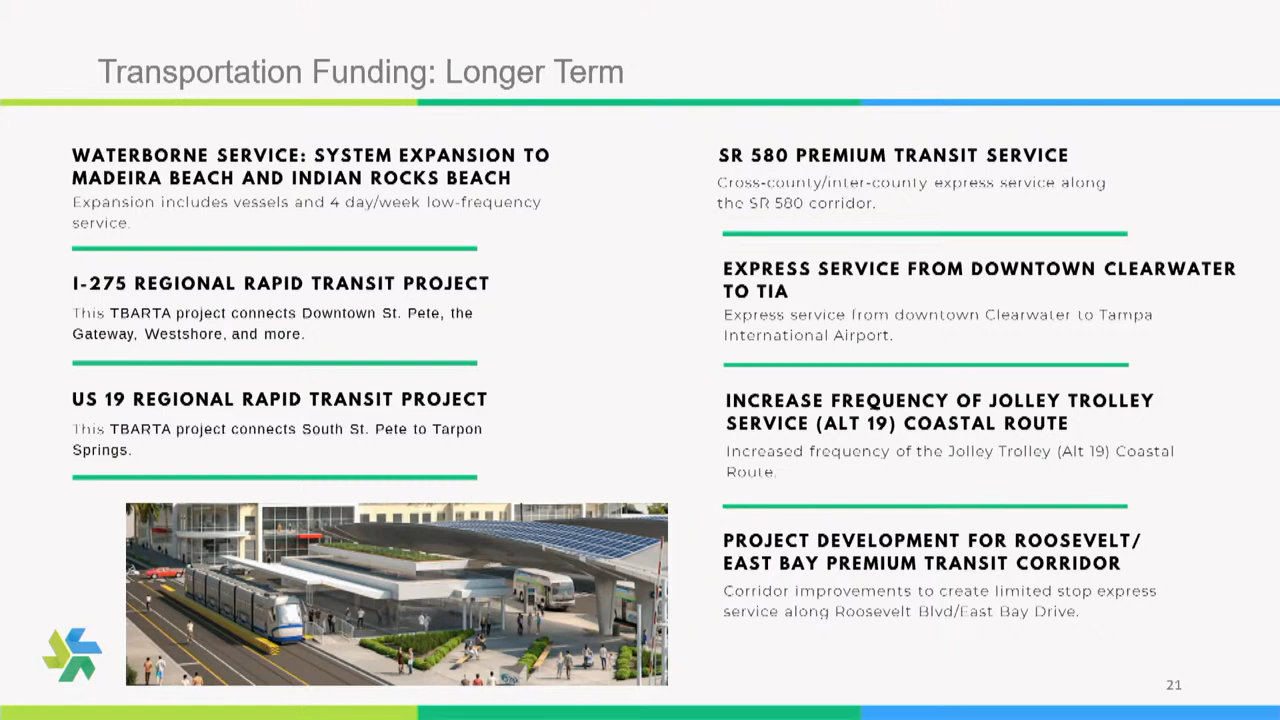 Transportation Funding: Longer Term
WATERBORNE SERVICE: SYSTEM EXPANSION TO
MADEIRA BEACH AND INDIAN ROCKS BEACH
Expansion includes vessels and 4 day/week low-frequency
service.
I-275 REGIONAL RAPID TRANSIT PROJECT
This TBARTA project connects Downtown St. Pete, the
Gateway, Westshore, and more.
US 19 REGIONAL RAPID TRANSIT PROJECT
This TBARTA project connects South St. Pete to Tarpon
Springs.
SR 580 PREMIUM TRANSIT SERVICE
Cross-county/inter-county express service along
the SR 580 corridor.
EXPRESS SERVICE FROM DOWNTOWN CLEARWATER
TO TIA
Express service from downtown Clearwater to Tampa
International Airport.
INCREASE FREQUENCY OF JOLLEY TROLLEY
SERVICE (ALT 19) COASTAL ROUTE
Increased frequency of the Jolley Trolley (Alt 19) Coastal
Route.
PROJECT DEVELOPMENT FOR ROOSEVELT/
EAST BAY PREMIUM TRANSIT CORRIDOR
Corridor improvements to create limited stop express
service along Roosevelt Blvd/East Bay Drive.
21